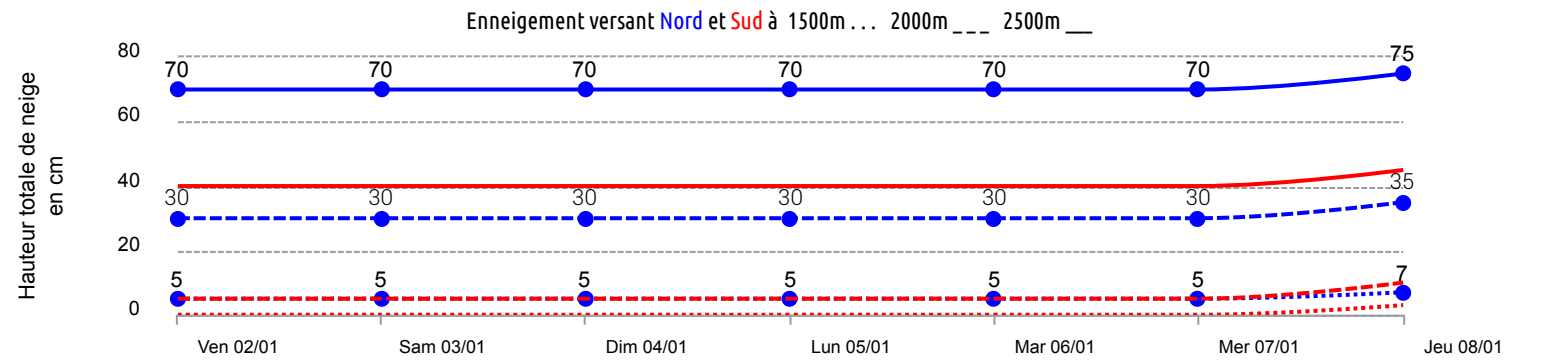 Enneigement versant Nord et Sud à 1500m . . . 2000m _ _ _ 2500m __
Hauteur totale de neige
en cm
80
70 70 70 70 70 70 75
60
40
30 30 30 30 30 30 35
20
5 5 5 5 5 5 7
0
Ven 02/01 Sam 03/01 Dim 04/01 Lun 05/01 Mar 06/01 Mer 07/01 Jeu 08/01